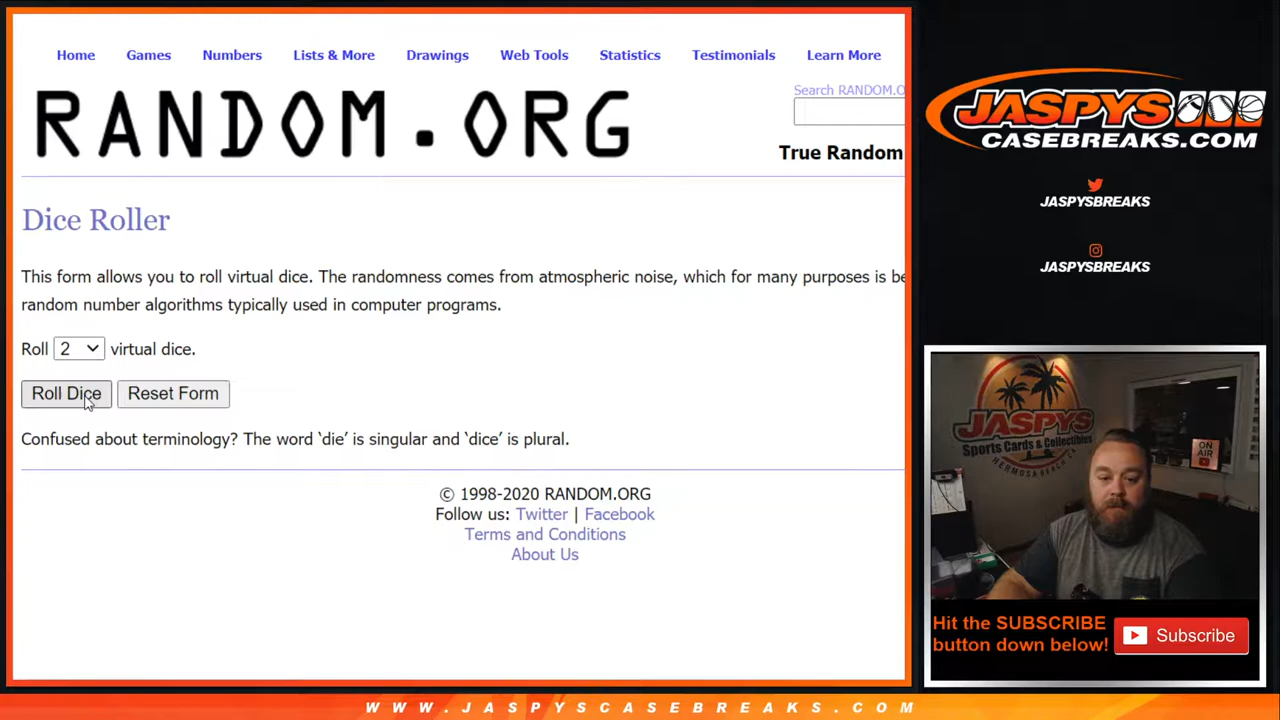 Home Games Numbers Lists & More Drawings Web Tools Statistics Testimonials Learn More
RANDOM.ORG
Search RANDOM.O
True Random
Dice Roller
This form allows you to roll virtual dice. The randomness comes from atmospheric noise, which for many purposes is be
random number algorithms typically used in computer programs.
Roll 2 virtual dice.
Roll Dice Reset Form
Confused about terminology? The word ‘die’ is singular and ‘dice’ is plural.
© 1998-2020 RANDOM.ORG
Follow us: Twitter | Facebook
Terms and Conditions
About Us
JASPYS
CASEBREAKS.COM
JASPYSBREAKS
JASPYSBREAKS
JASPYS
Sports Cards & Collectibles
HERMOSA BEACH CA
ON
AIR
Hit the SUBSCRIBE
button down below!
Subscribe
WWW.JASPYSCASEBREAKS.COM